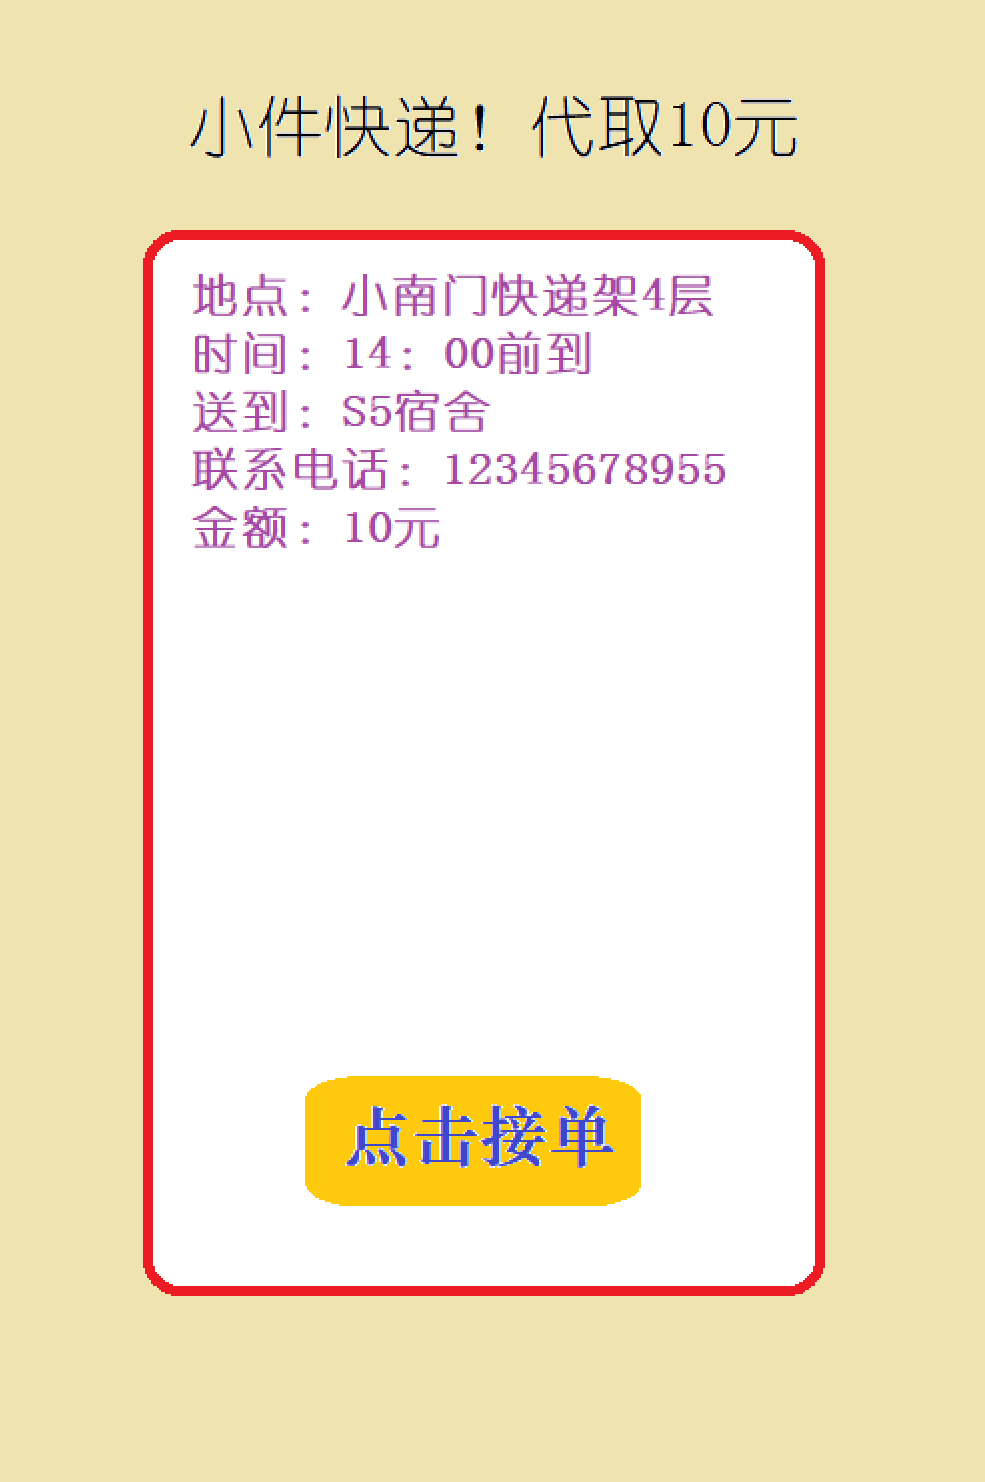 小件快递！代取10元
地点：小南门快递架4层
时间：14：00前到
送到：S5宿舍
联系电话：12345678955
金额：10元
点击接单